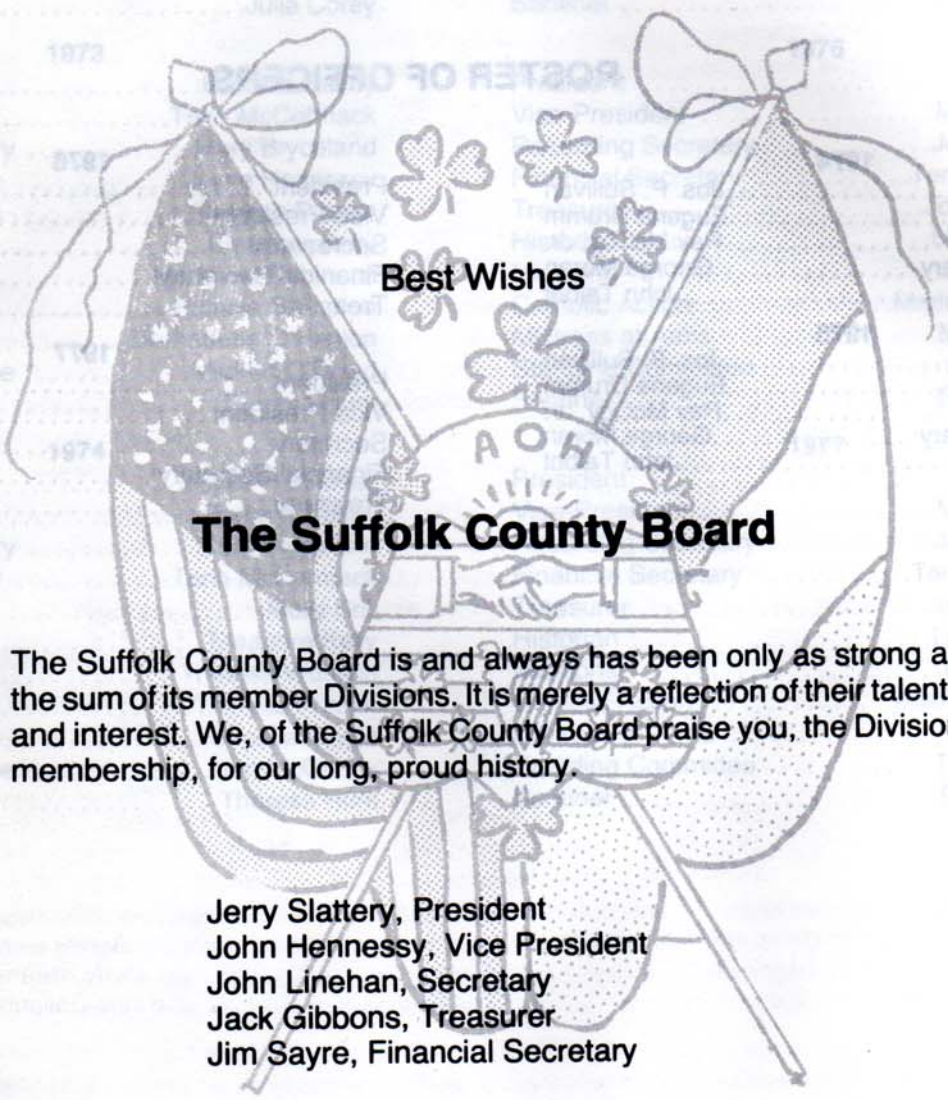 Best Wishes
A O H
The Suffolk County Board
The Suffolk County Board is and always has been only as strong a
the sum of its member Divisions. It is merely a reflection of their talent
and interest. We, of the Suffolk County Board praise you, the Divisio
membership, for our long, proud history.
Jerry Slattery, President
John Hennessy, Vice President
John Linehan, Secretary
Jack Gibbons, Treasurer
Jim Sayre, Financial Secretary